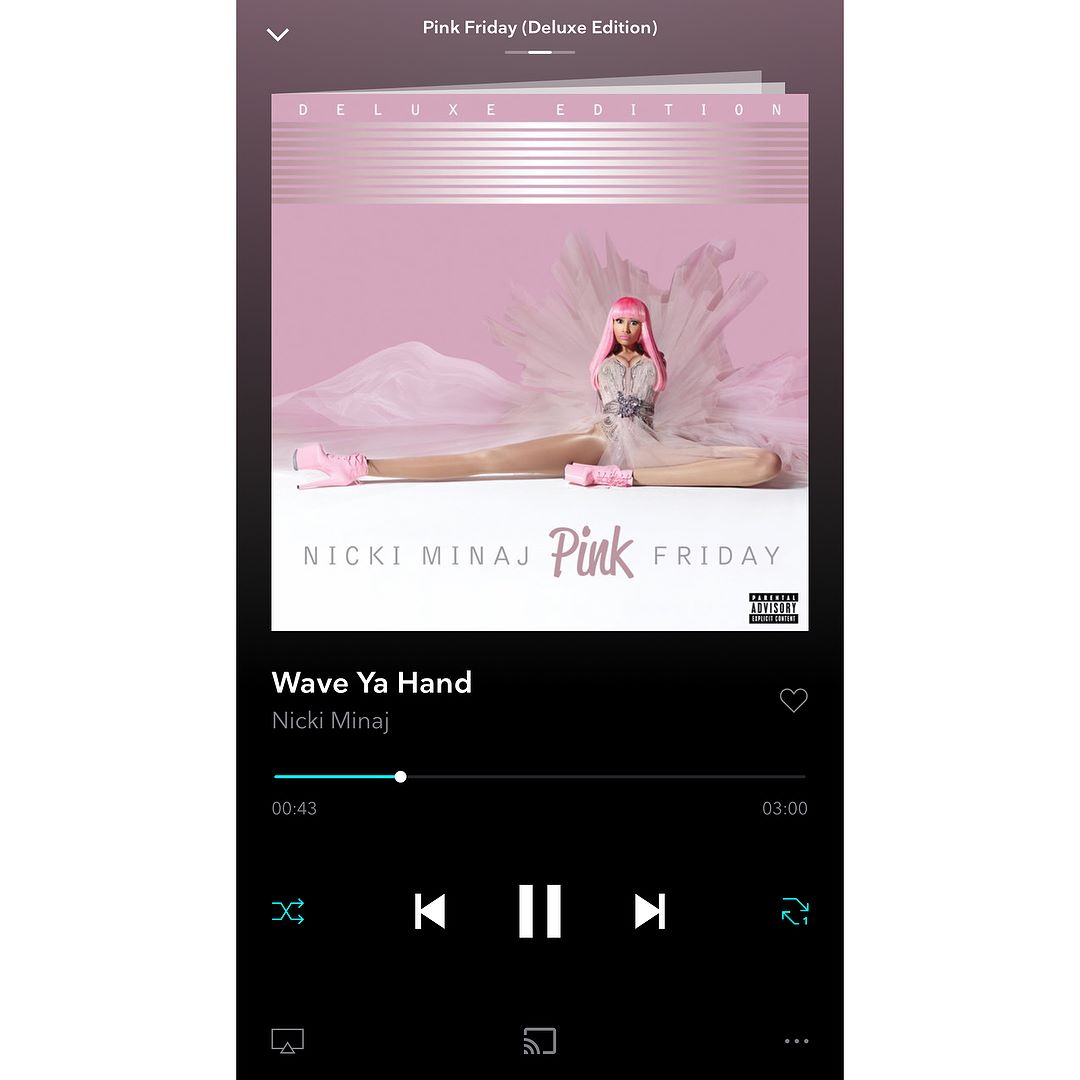 Pink Friday (Deluxe Edition)
DELUXE EDITION
NICKI MINAJ Pink FRIDAY
PARENTAL
ADVISORY
EXPLICIT CONTENT
Wave Ya Hand
Nicki Minaj
00:43 03:00
1